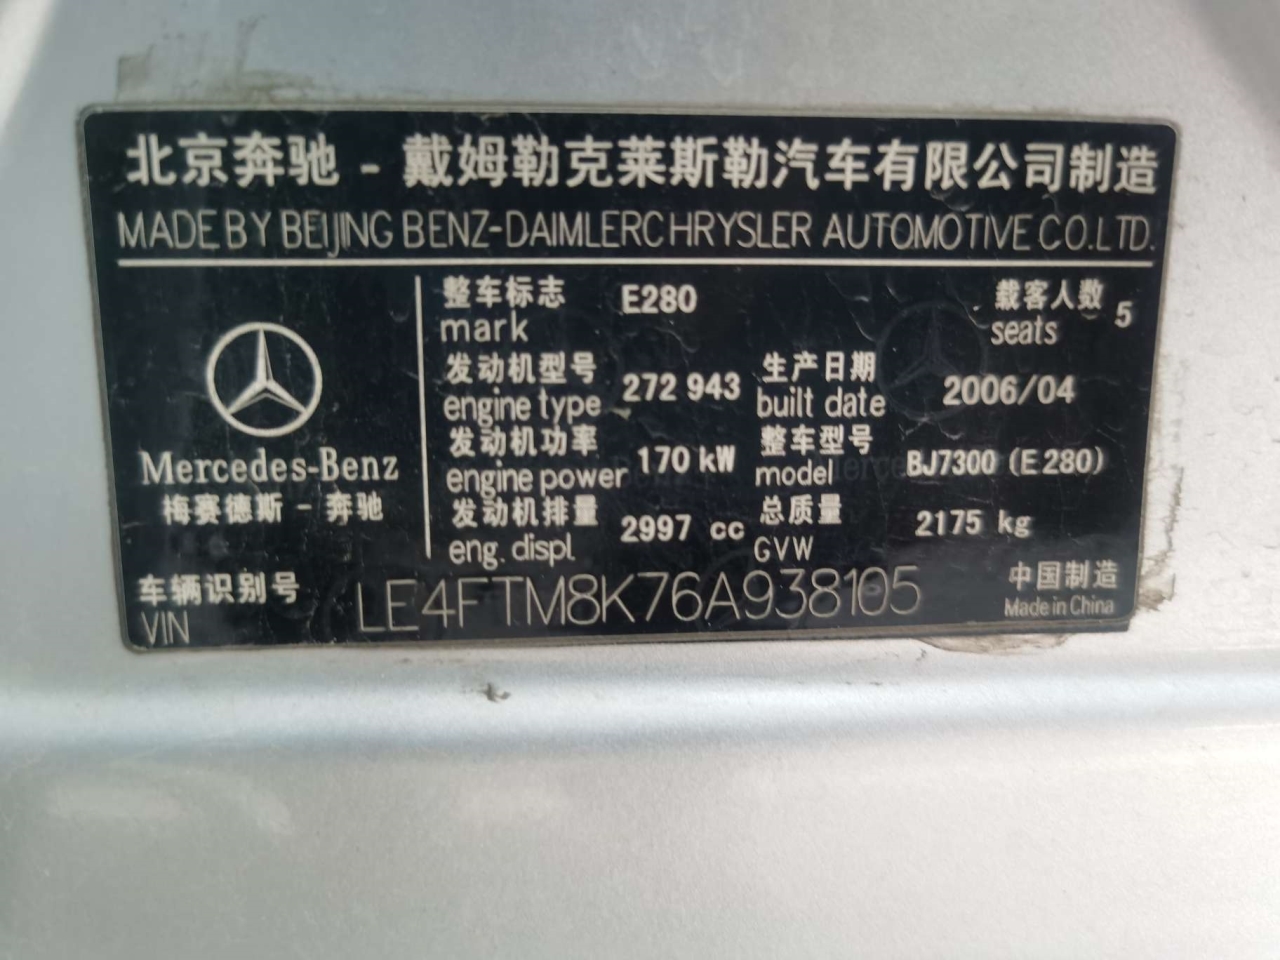 北京奔驰 - 戴姆勒克莱斯勒汽车有限公司制造
MADE BY BEIJING BENZ-DAIMLERCHRYSLER AUTOMOTIVE CO.LTD.
整车标志 E280 载客人数 5
mark seats
发动机型号 272 943 生产日期 2006/04
engine type built date
发动机功率 170 kW 整车型号 BJ7300 (E280)
engine power model
Mercedes-Benz
梅赛德斯 - 奔驰
发动机排量 2997 cc 总质量 2175 kg
eng. displ GVW
车辆识别号 LE4FTM8K76A938105 中国制造
VIN Made in China